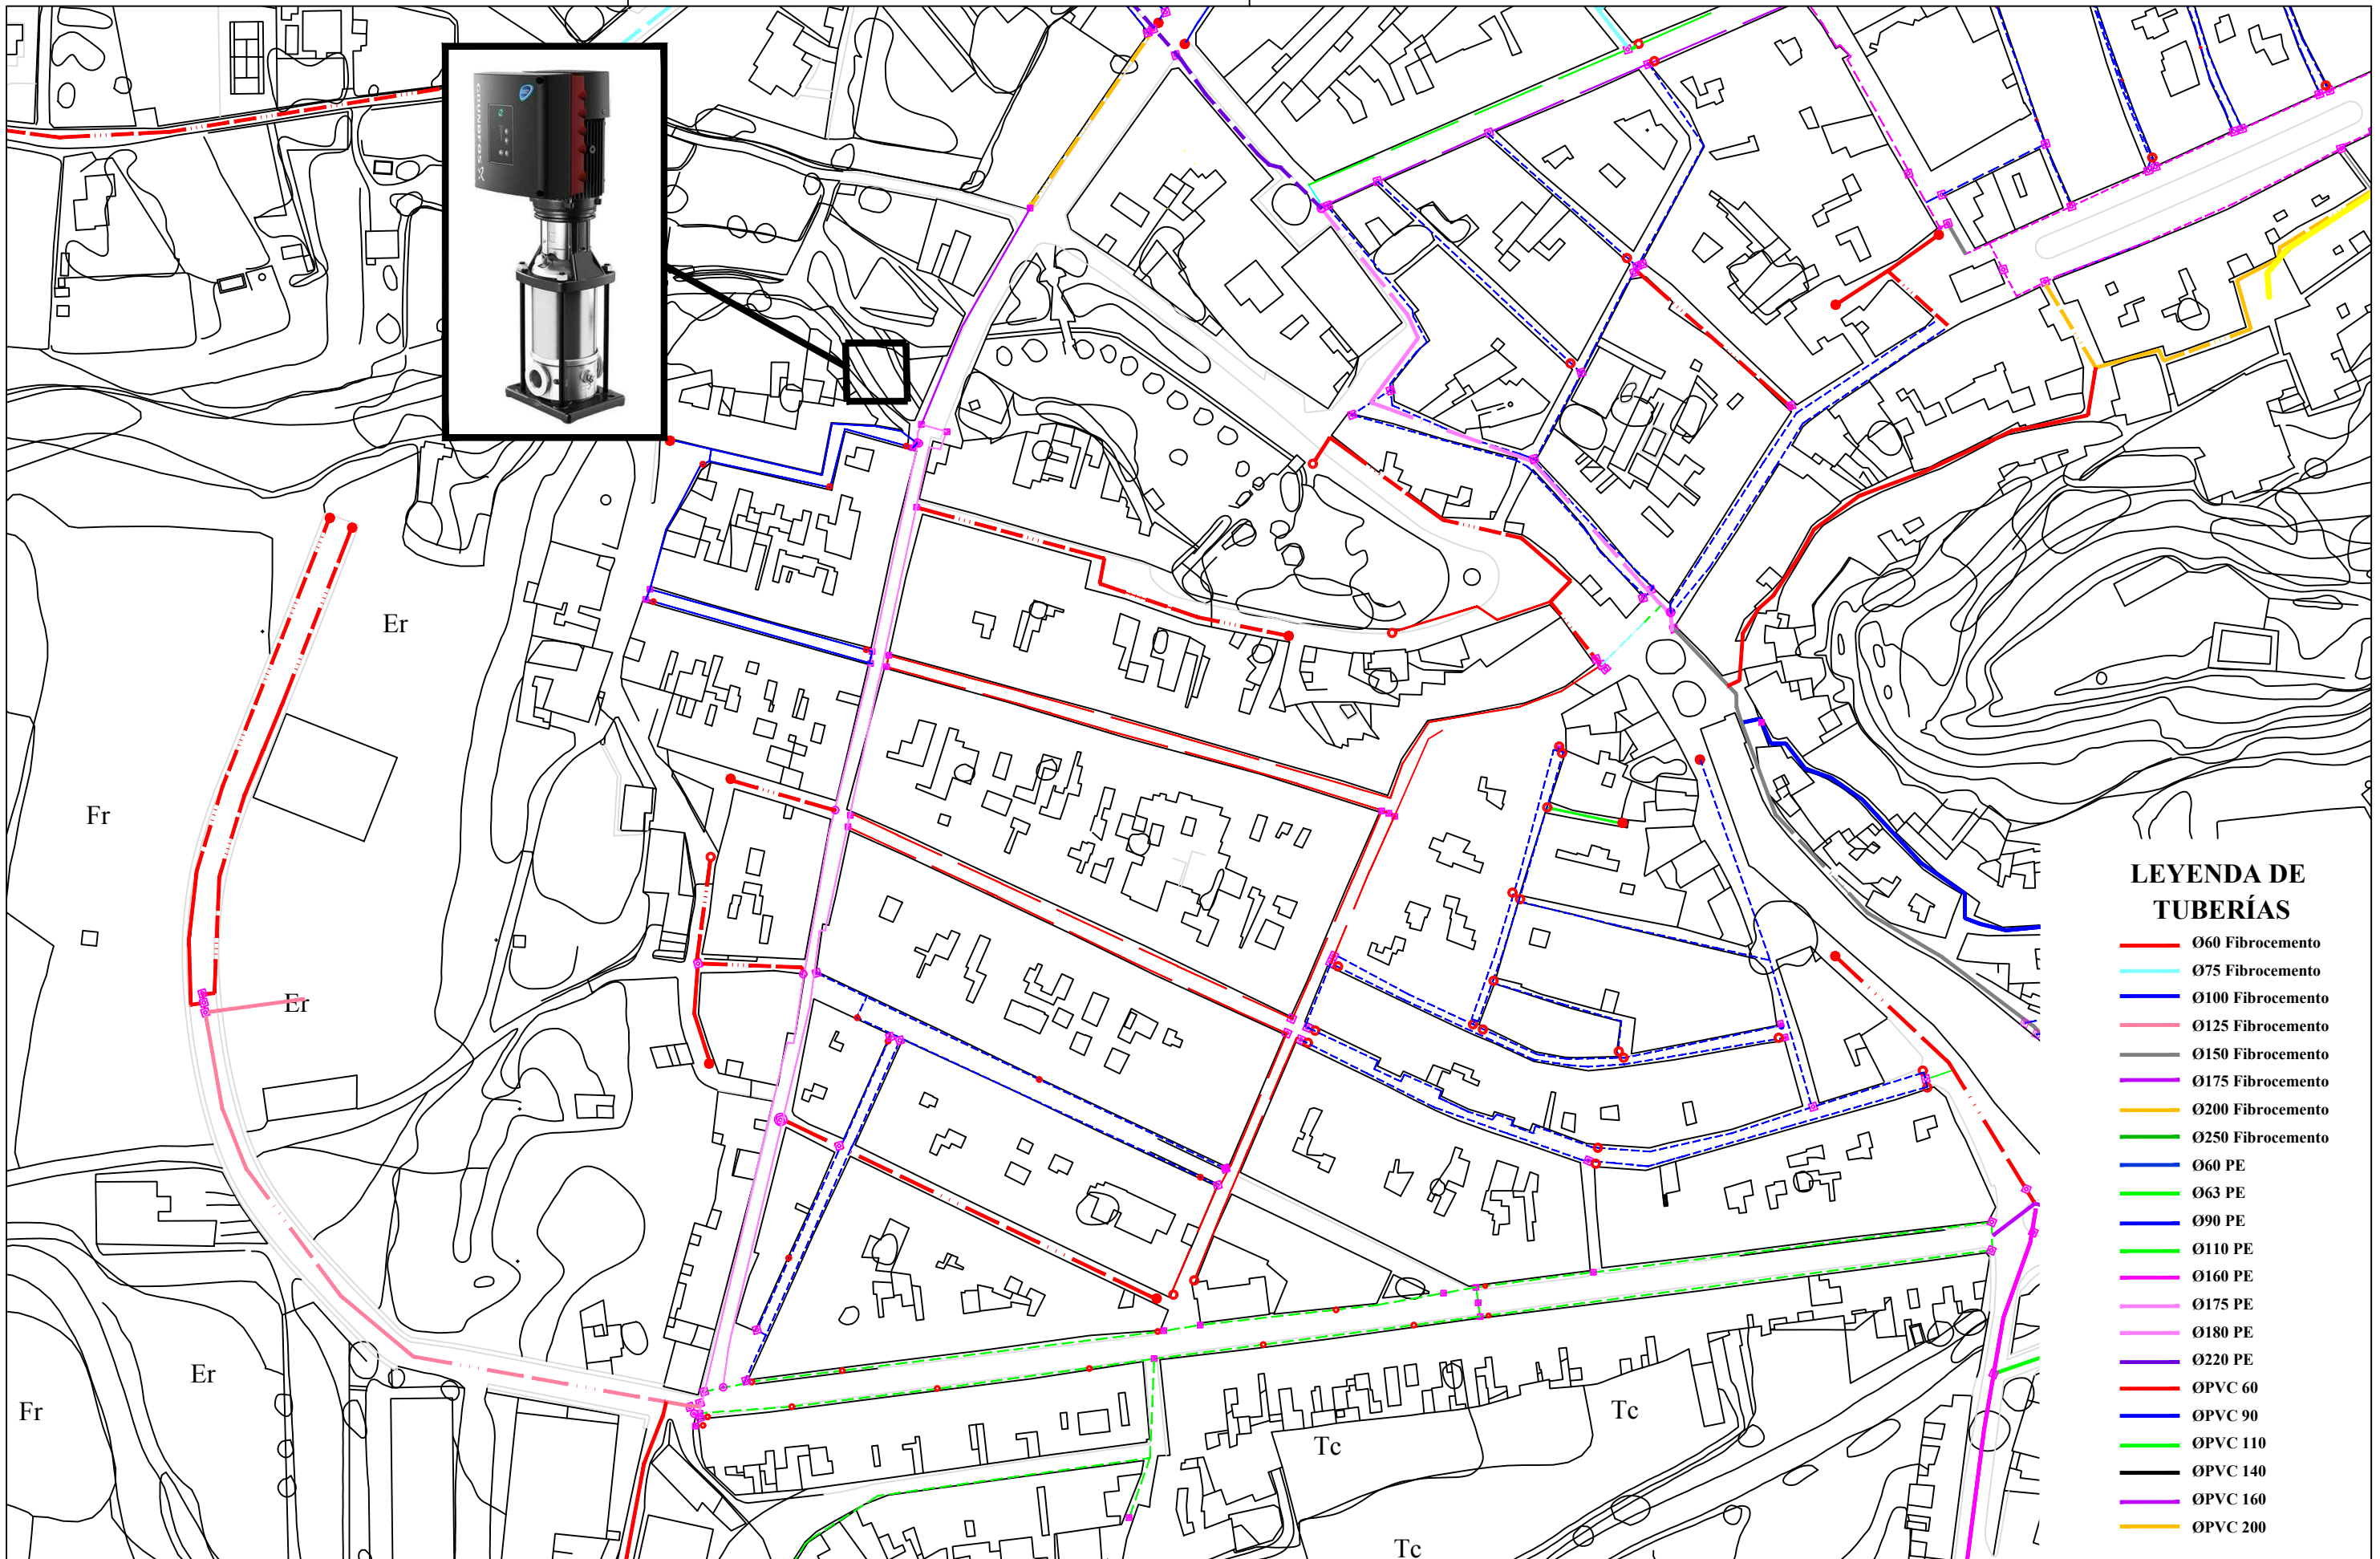 GRUNDFOS
Er
Fr
Er
Er
Fr
Tc
Tc
Tc
LEYENDA DE
TUBERÍAS
Ø60 Fibrocemento
Ø75 Fibrocemento
Ø100 Fibrocemento
Ø125 Fibrocemento
Ø150 Fibrocemento
Ø175 Fibrocemento
Ø200 Fibrocemento
Ø250 Fibrocemento
Ø60 PE
Ø63 PE
Ø90 PE
Ø110 PE
Ø160 PE
Ø175 PE
Ø180 PE
Ø220 PE
ØPVC 60
ØPVC 90
ØPVC 110
ØPVC 140
ØPVC 160
ØPVC 200